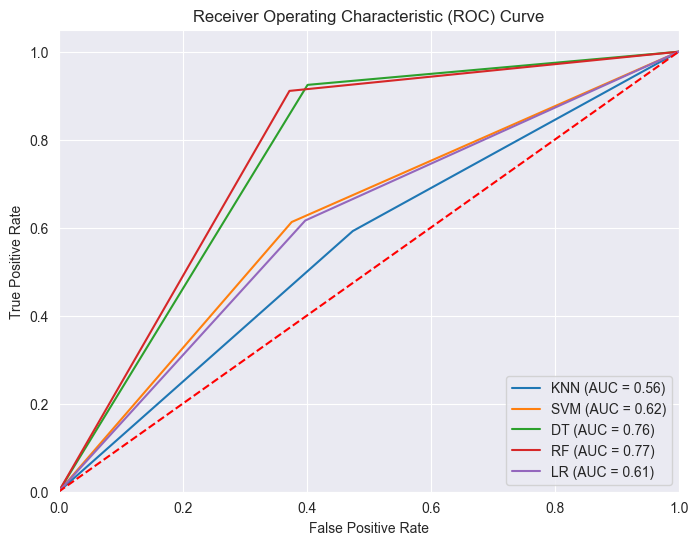 Receiver Operating Characteristic (ROC) Curve
1.0
0.8
0.6
0.4
0.2
0.0
True Positive Rate
KNN (AUC = 0.56)
SVM (AUC = 0.62)
DT (AUC = 0.76)
RF (AUC = 0.77)
LR (AUC = 0.61)
0.0 0.2 0.4 0.6 0.8 1.0
False Positive Rate